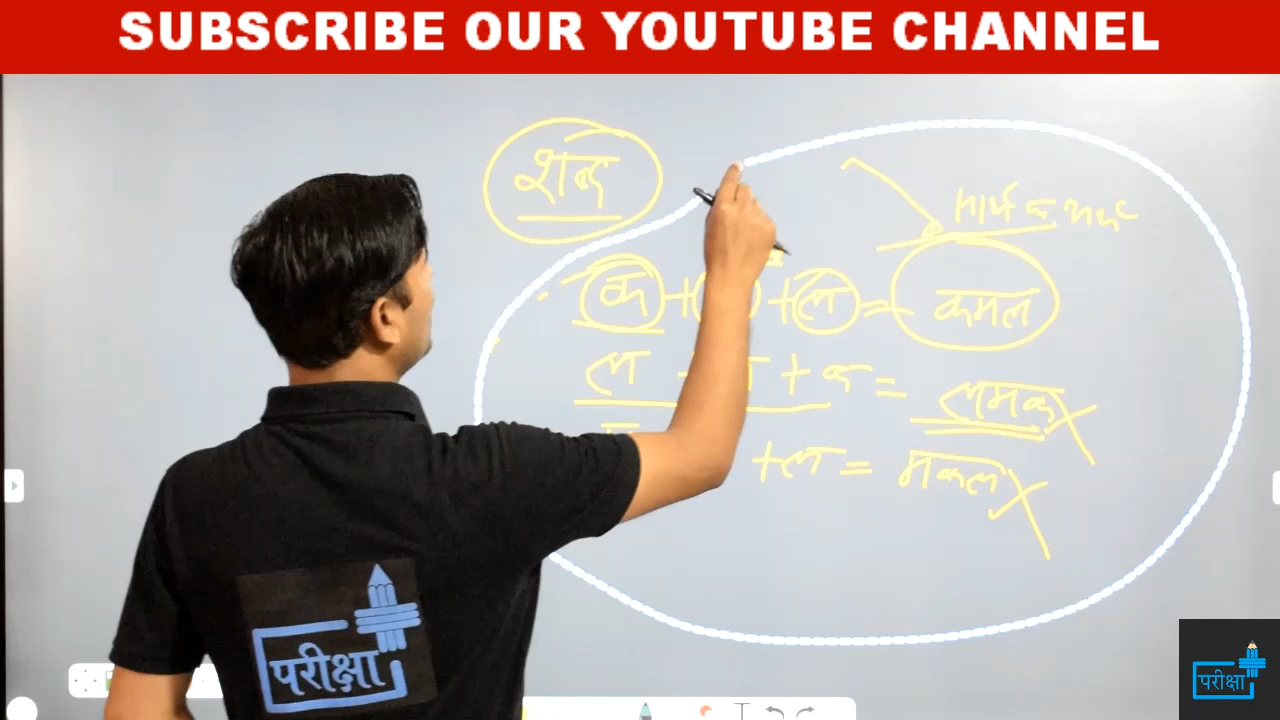 SUBSCRIBE OUR YOUTUBE CHANNEL
शब्द
सार्थक शब्द
क + + ल = कमल
ल + + क = लमक ×
+ ल = मकल ×
परीक्षा
परीक्षा